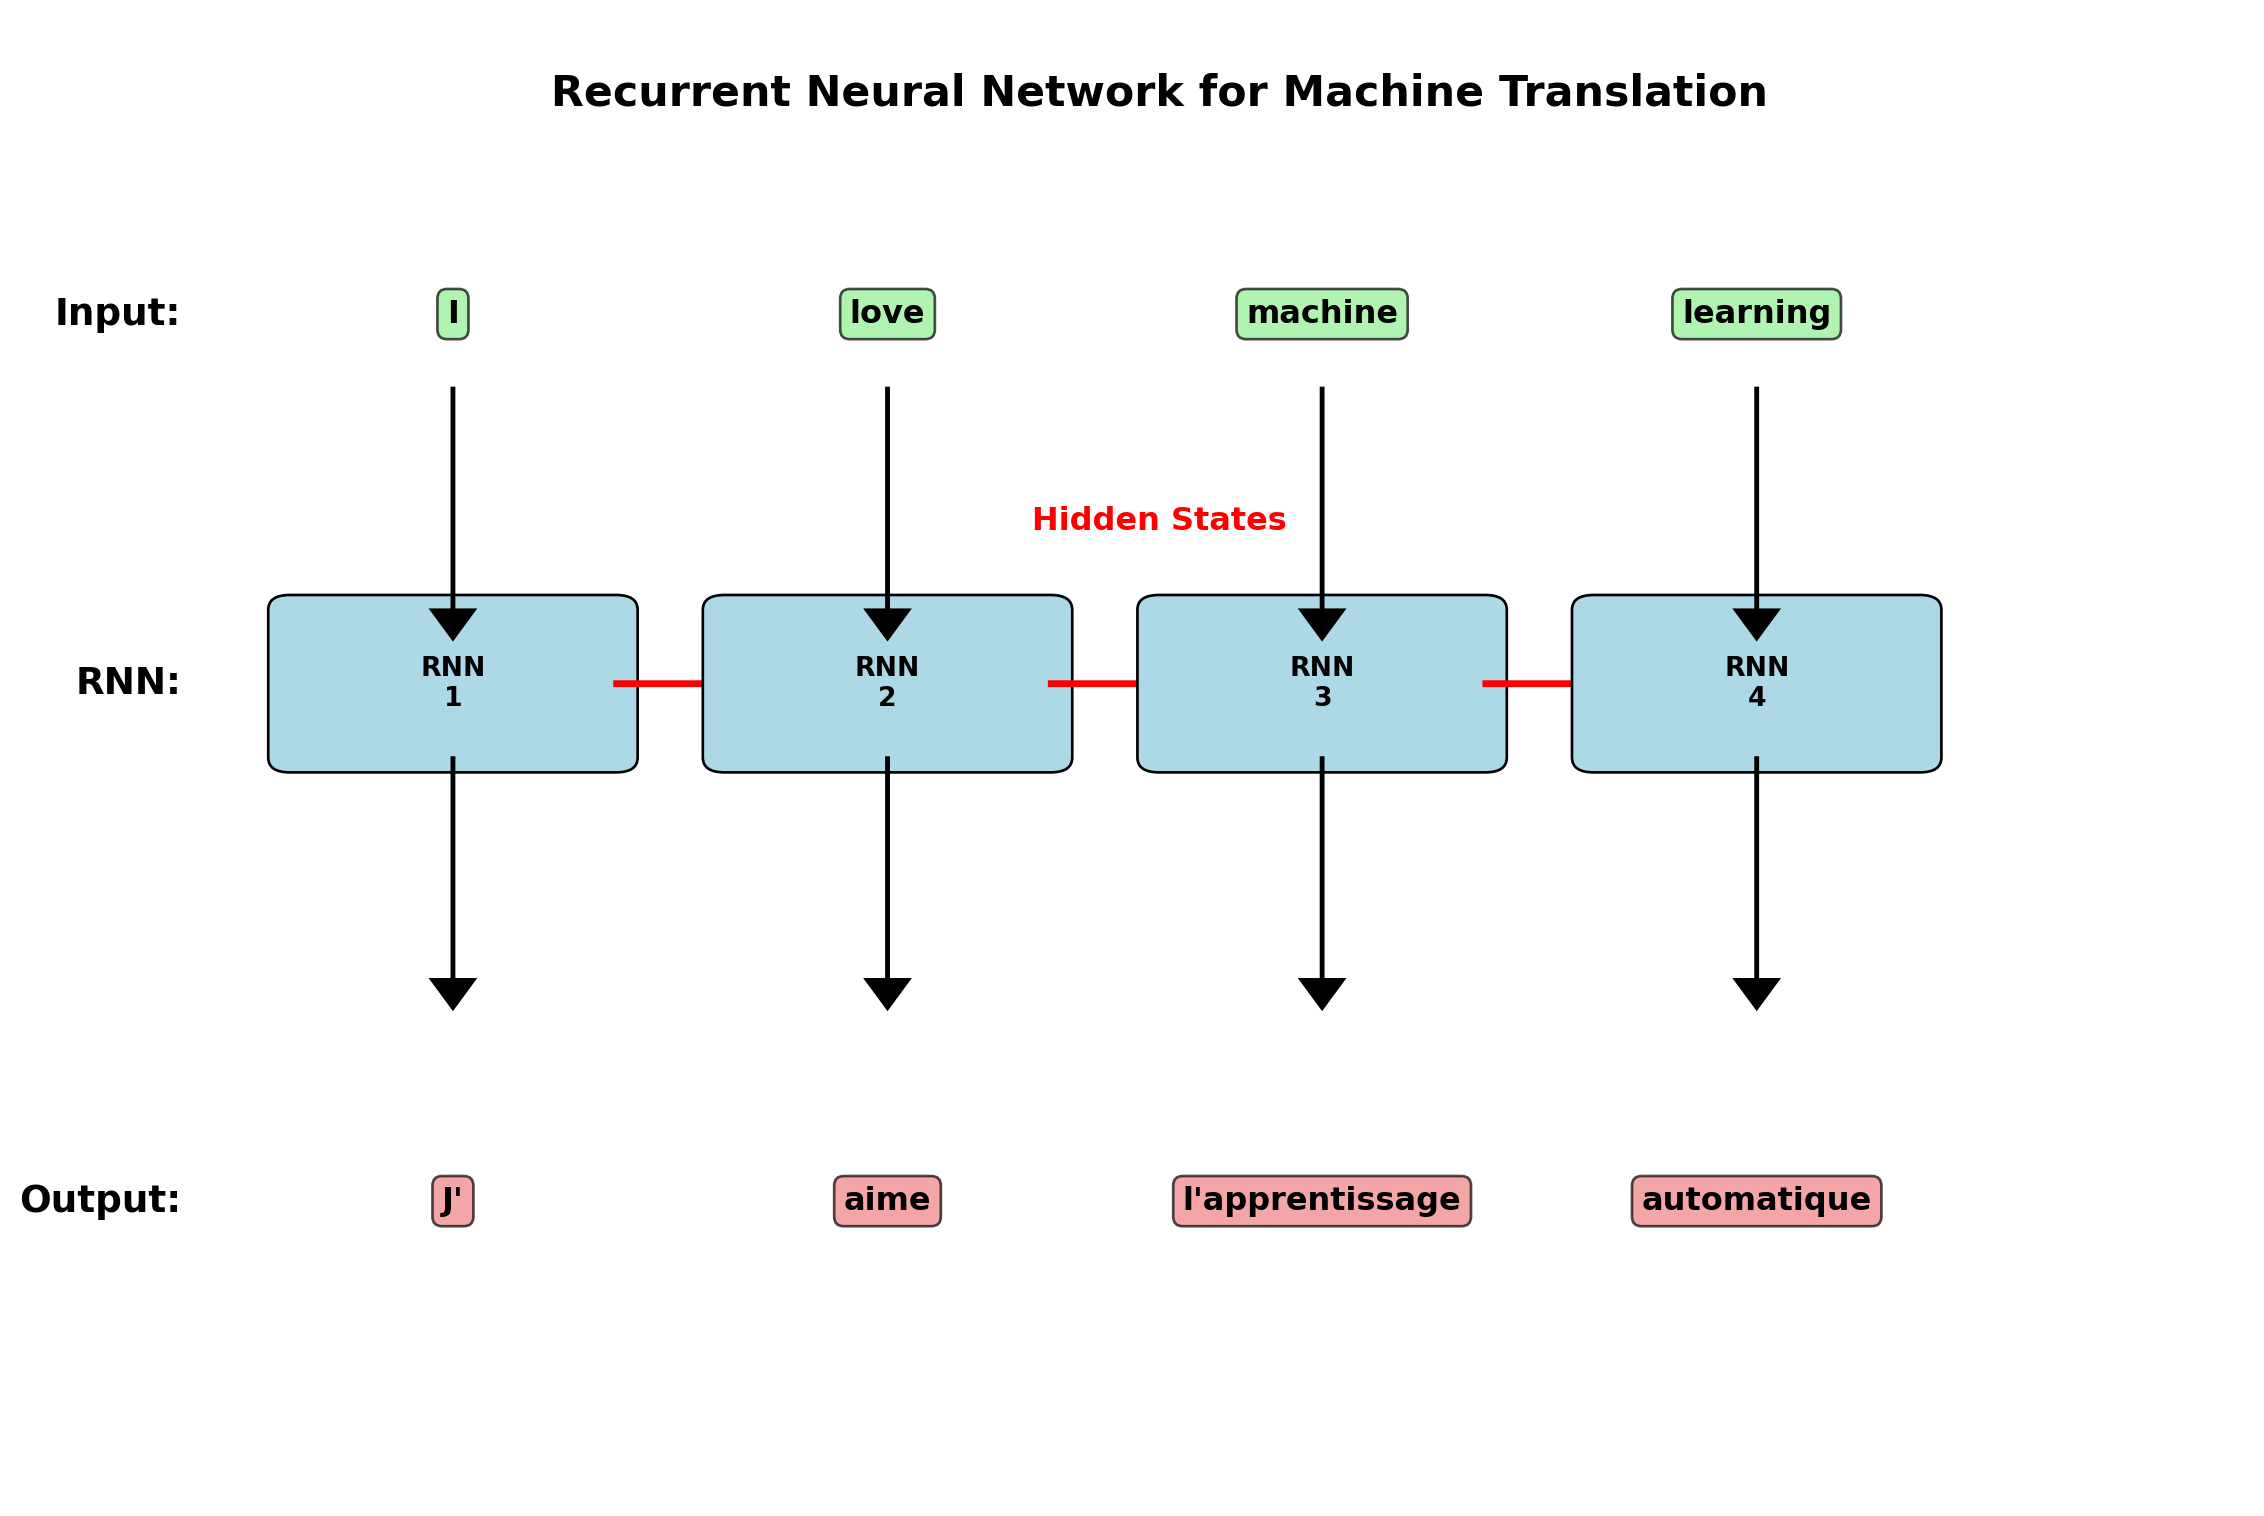 Recurrent Neural Network for Machine Translation
Input:
I
love
machine
learning
Hidden States
RNN:
RNN
1
RNN
2
RNN
3
RNN
4
Output:
J'
aime
l'apprentissage
automatique